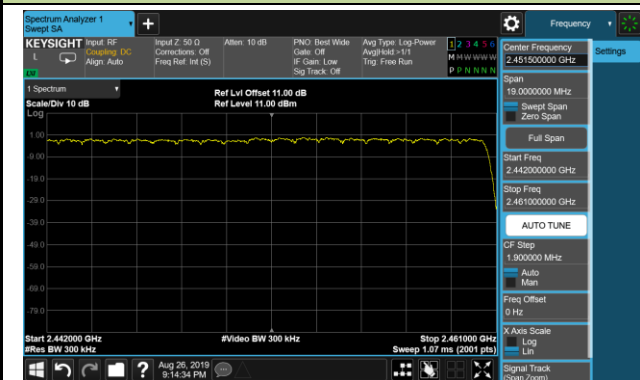 Spectrum Analyzer 1
Swept SA
Frequency
KEYSIGHT
L
Input: RF
Coupling: DC
Align: Auto
Input Z: 50 Ω
Corrections: Off
Freq Ref: Int (S)
Atten: 10 dB
PNO: Best Wide
Gate: Off
IF Gain: Low
Sig Track: Off
Avg Type: Log-Power
Avg|Hold:>1/1
Trig: Free Run
1 2 3 4 5 6
M M W W W W
P P N N N N
1 Spectrum
Scale/Div 10 dB
Ref Lvl Offset 11.00 dB
Ref Level 11.00 dBm
Log
1.00
-9.00
-19.0
-29.0
-39.0
-49.0
-59.0
-69.0
-79.0
Start 2.442000 GHz
#Res BW 300 kHz
#Video BW 300 kHz
Stop 2.461000 GHz
Sweep 1.07 ms (2001 pts)
Center Frequency
2.451500000 GHz
Settings
Span
19.0000000 MHz
Swept Span
Zero Span
Full Span
Start Freq
2.442000000 GHz
Stop Freq
2.461000000 GHz
AUTO TUNE
CF Step
1.900000 MHz
Auto
Man
Freq Offset
0 Hz
X Axis Scale
Log
Lin
Signal Track
(Span Zoom)
?
Aug 26, 2019
9:14:34 PM